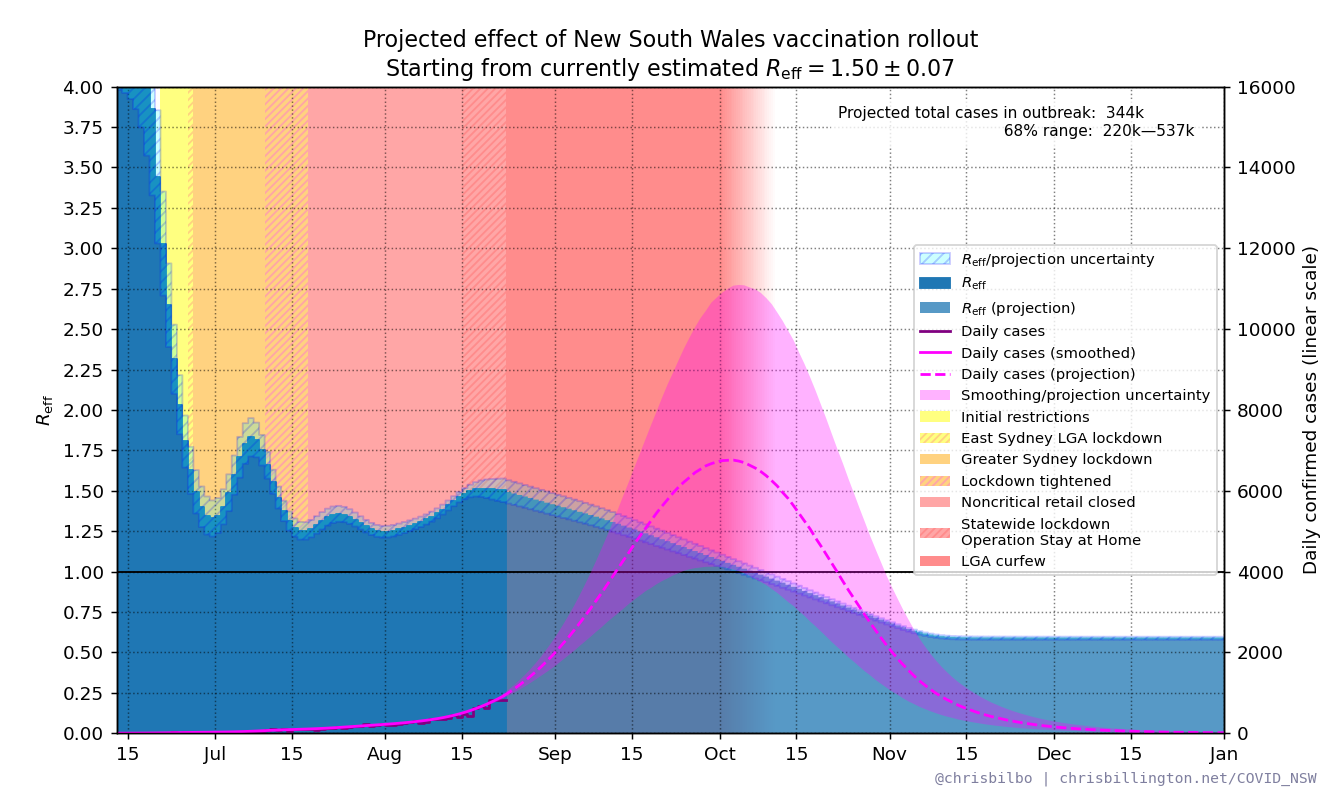 Projected effect of New South Wales vaccination rollout
Starting from currently estimated R_eff = 1.50 ± 0.07
4.00
3.75
3.50
3.25
3.00
2.75
2.50
2.25
2.00
1.75
1.50
1.25
1.00
0.75
0.50
0.25
0.00
R_eff
Projected total cases in outbreak: 344k
68% range: 220k—537k
R_eff/projection uncertainty
R_eff
R_eff (projection)
Daily cases
Daily cases (smoothed)
Daily cases (projection)
Smoothing/projection uncertainty
Initial restrictions
East Sydney LGA lockdown
Greater Sydney lockdown
Lockdown tightened
Noncritical retail closed
Statewide lockdown
Operation Stay at Home
LGA curfew
16000
14000
12000
10000
8000
6000
4000
2000
0
Daily confirmed cases (linear scale)
15 Jul 15 Aug 15 Sep 15 Oct 15 Nov 15 Dec 15 Jan
@chrisbilbo | chrisbillington.net/COVID_NSW